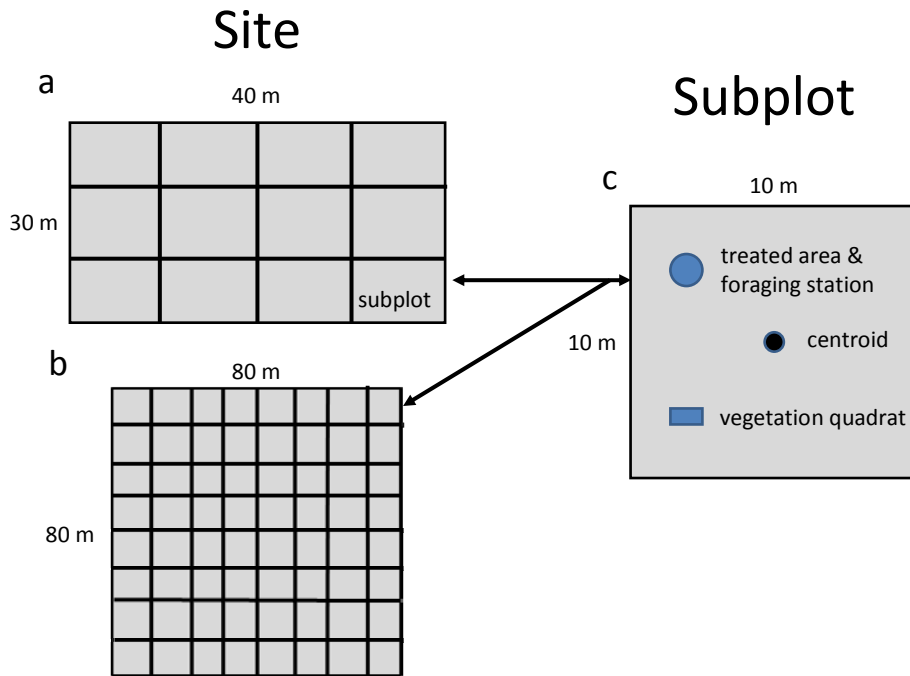 Site
Subplot
a
40 m
30 m
subplot
b
80 m
80 m
c
10 m
10 m
treated area &
foraging station
centroid
vegetation quadrat